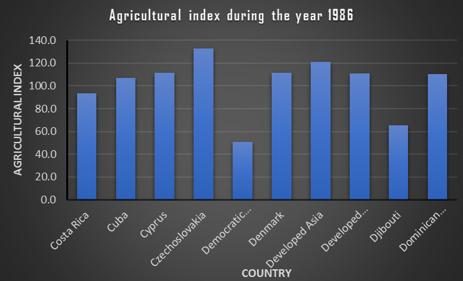 Agricultural index during the year 1986
AGRICULTURAL INDEX
140.0
120.0
100.0
80.0
60.0
40.0
20.0
0.0
Costa Rica
Cuba
Cyprus
Czechoslovakia
Democratic...
Denmark
Developed Asia
Developed...
Djibouti
Dominican...
COUNTRY